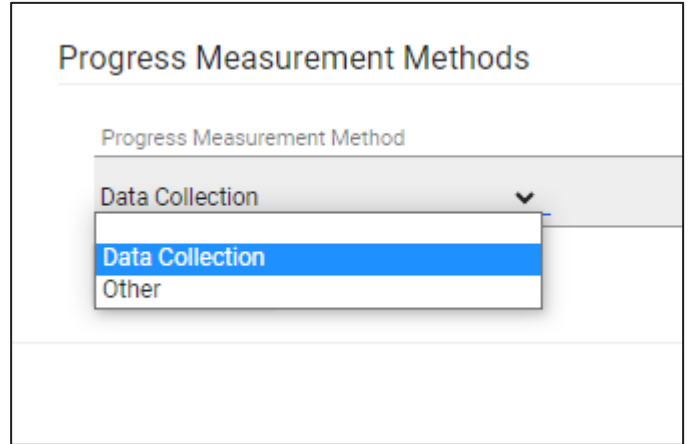 Progress Measurement Methods
Progress Measurement Method
Data Collection
Data Collection
Other